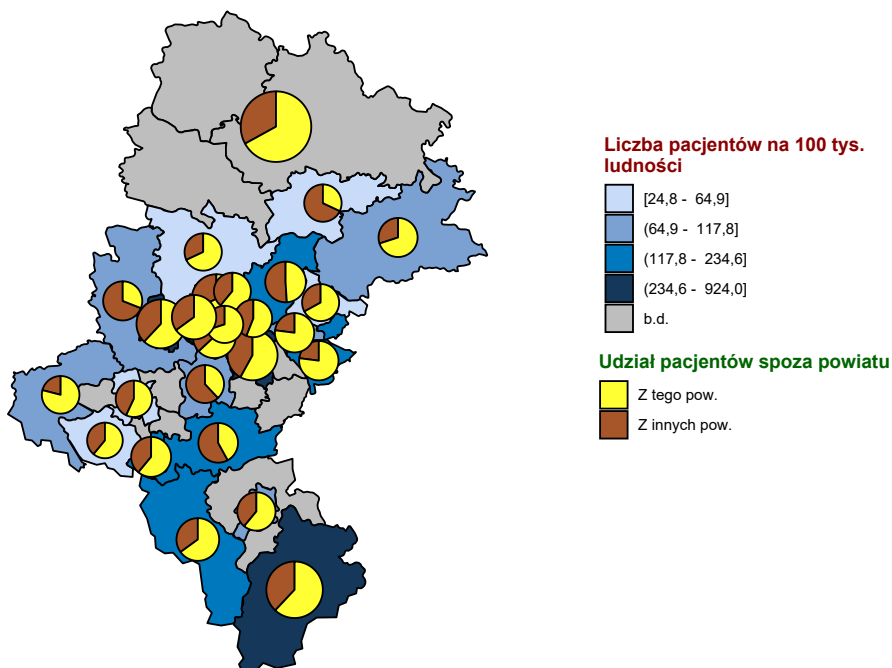 Liczba pacjentów na 100 tys.
ludności
[24,8 - 64,9]
(64,9 - 117,8]
(117,8 - 234,6]
(234,6 - 924,0]
b.d.
Udział pacjentów spoza powiatu
Z tego pow.
Z innych pow.